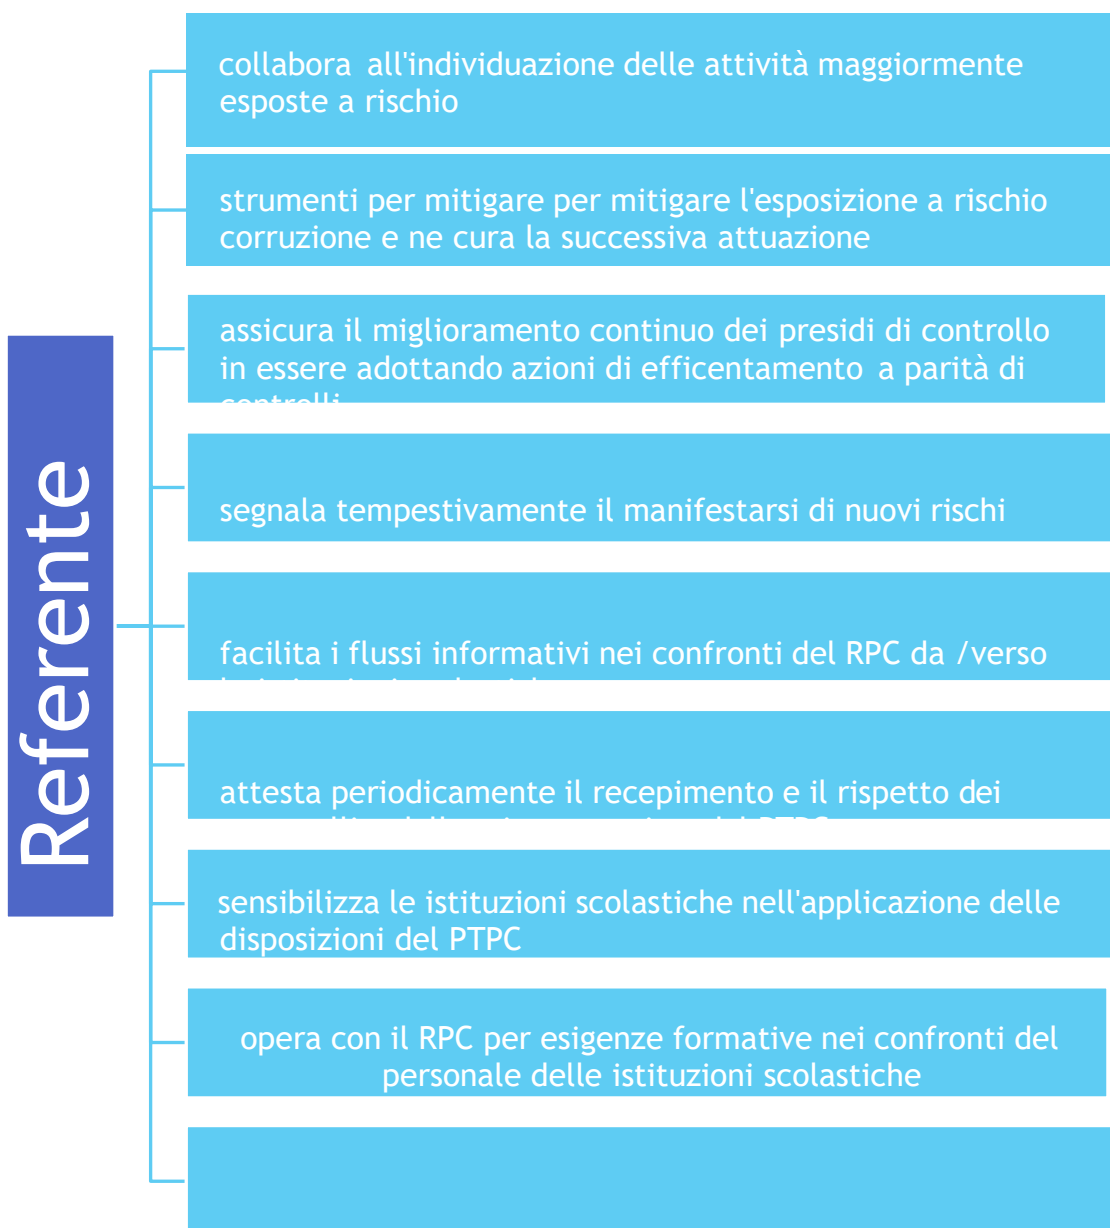 Referente
collabora all'individuazione delle attività maggiormente
esposte a rischio
strumenti per mitigare per mitigare l'esposizione a rischio
corruzione e ne cura la successiva attuazione
assicura il miglioramento continuo dei presidi di controllo
in essere adottando azioni di efficentamento a parità di
controlli
segnala tempestivamente il manifestarsi di nuovi rischi
facilita i flussi informativi nei confronti del RPC da /verso
attesta periodicamente il recepimento e il rispetto dei
sensibilizza le istituzioni scolastiche nell'applicazione delle
disposizioni del PTPC
opera con il RPC per esigenze formative nei confronti del
personale delle istituzioni scolastiche